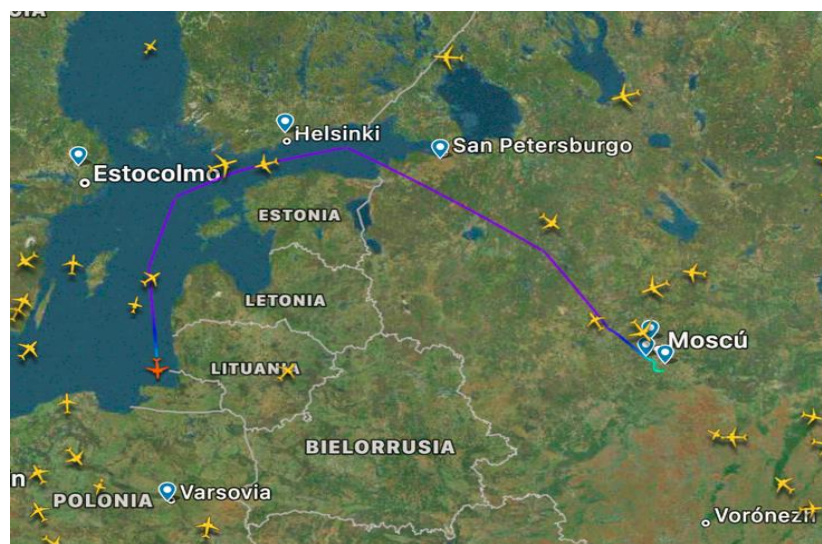 Helsinki
San Petersburgo
Estocolmo
ESTONIA
LETONIA
Moscú
LITUANIA
BIELORRUSIA
POLONIA
Varsovia
Vorónezh